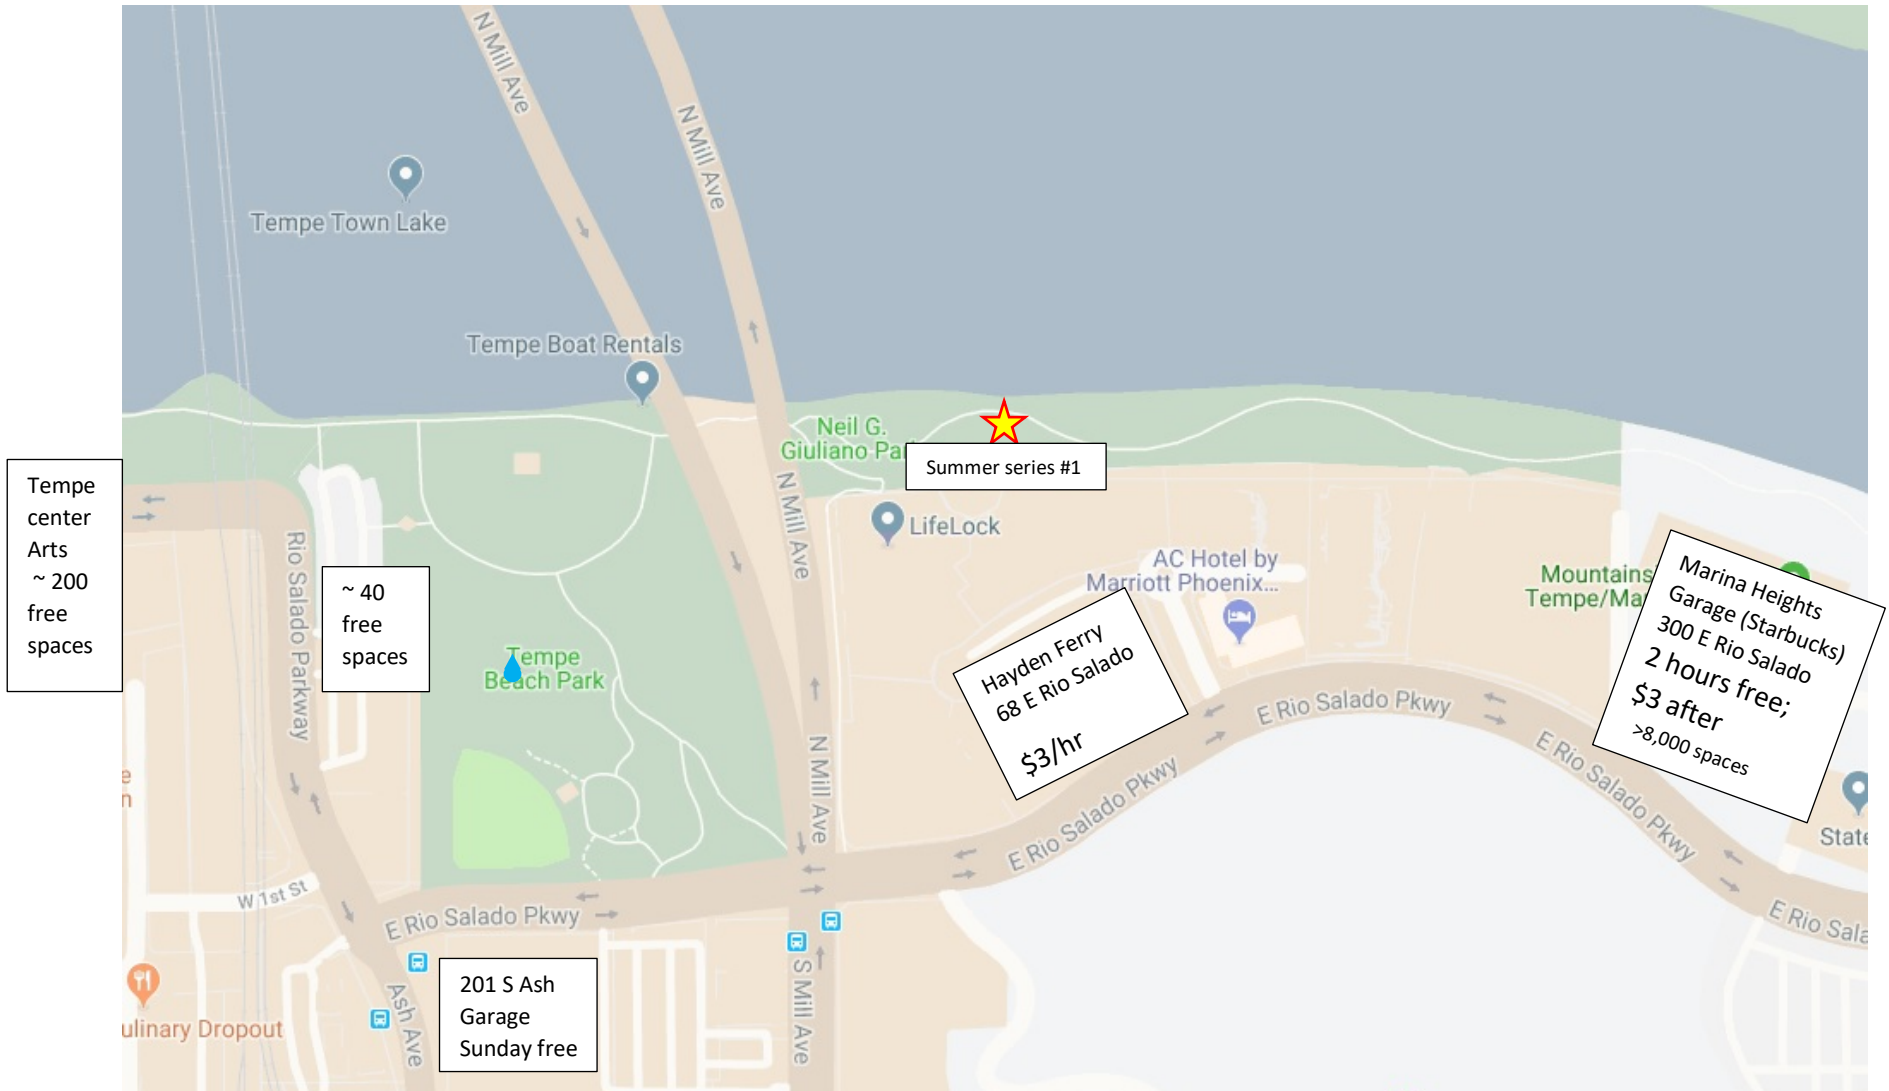 N Mill Ave
N Mill Ave
Tempe Town Lake
Tempe Boat Rentals
Neil G.
Giuliano Pa
Summer series #1
Tempe
center
Arts
~ 200
free
spaces
N Mill Ave
LifeLock
Rio Salado Parkway
~ 40
free
spaces
AC Hotel by
Marriott Phoenix...
Mountains
Tempe/Ma
Marina Heights
Garage (Starbucks)
300 E Rio Salado
2 hours free;
$3 after
>8,000 spaces
Tempe
Beach Park
Hayden Ferry
68 E Rio Salado
$3/hr
E Rio Salado Pkwy
N Mill Ave
E Rio Salado Pkwy
E Rio Salado Pkwy
e
n
State
W 1st St
E Rio Salado Pkwy
E Rio Sala
201 S Ash
Garage
Sunday free
S Mill Ave
Ash Ave
ulinary Dropout